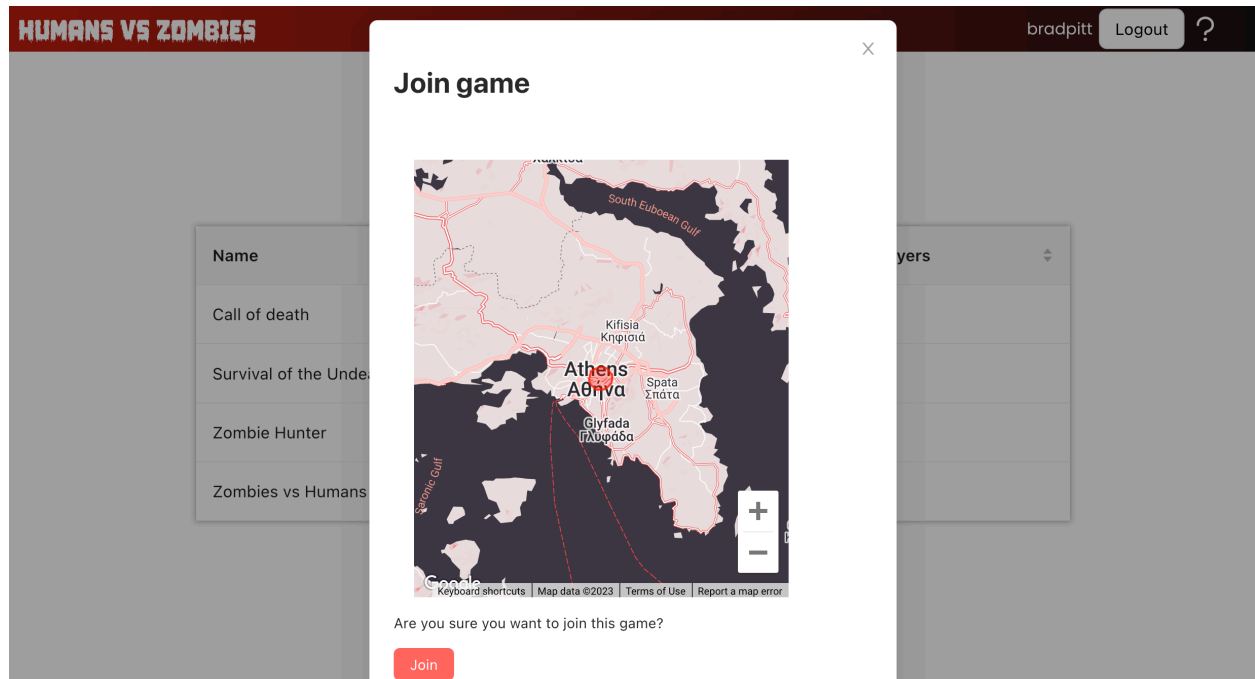 HUMANS VS ZOMBIES
bradpitt
Logout
?
X
Join game
South Euboean Gulf
Kifisia
Κηφισιά
Athens
Αθήνα
Spata
Σπάτα
Glyfada
Γλυφάδα
Saronic Gulf
+
−
Google
Keyboard shortcuts
Map data ©2023
Terms of Use
Report a map error
Are you sure you want to join this game?
Join
Name
yers
Call of death
Survival of the Unde
Zombie Hunter
Zombies vs Humans